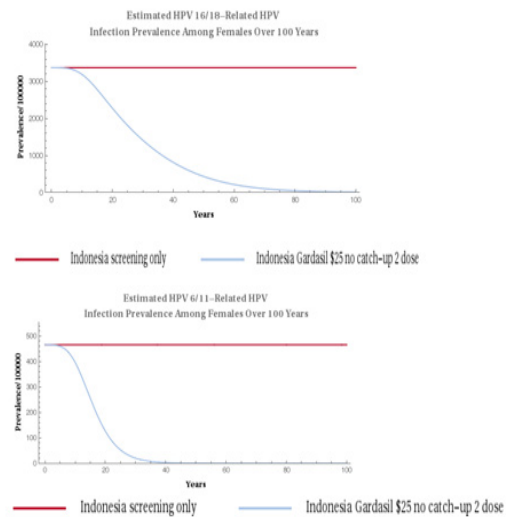 Estimated HPV 16/18–Related HPV
Infection Prevalence Among Females Over 100 Years
Prevalence/100000
4000
3000
2000
1000
0
0 20 40 60 80 100
Years
Indonesia screening only Indonesia Gardasil $25 no catch–up 2 dose
Estimated HPV 6/11–Related HPV
Infection Prevalence Among Females Over 100 Years
Prevalence/100000
500
400
300
200
100
0
0 20 40 60 80 100
Years
Indonesia screening only Indonesia Gardasil $25 no catch–up 2 dose